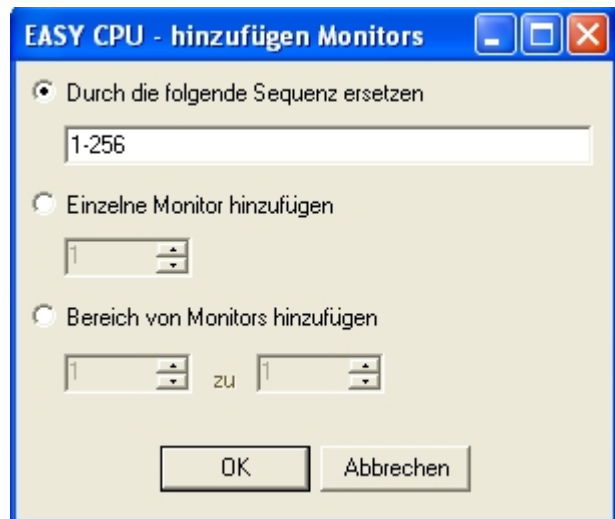 EASY CPU - hinzufügen Monitors
Durch die folgende Sequenz ersetzen
1-256
Einzelne Monitor hinzufügen
1
Bereich von Monitors hinzufügen
1 zu 1
OK Abbrechen